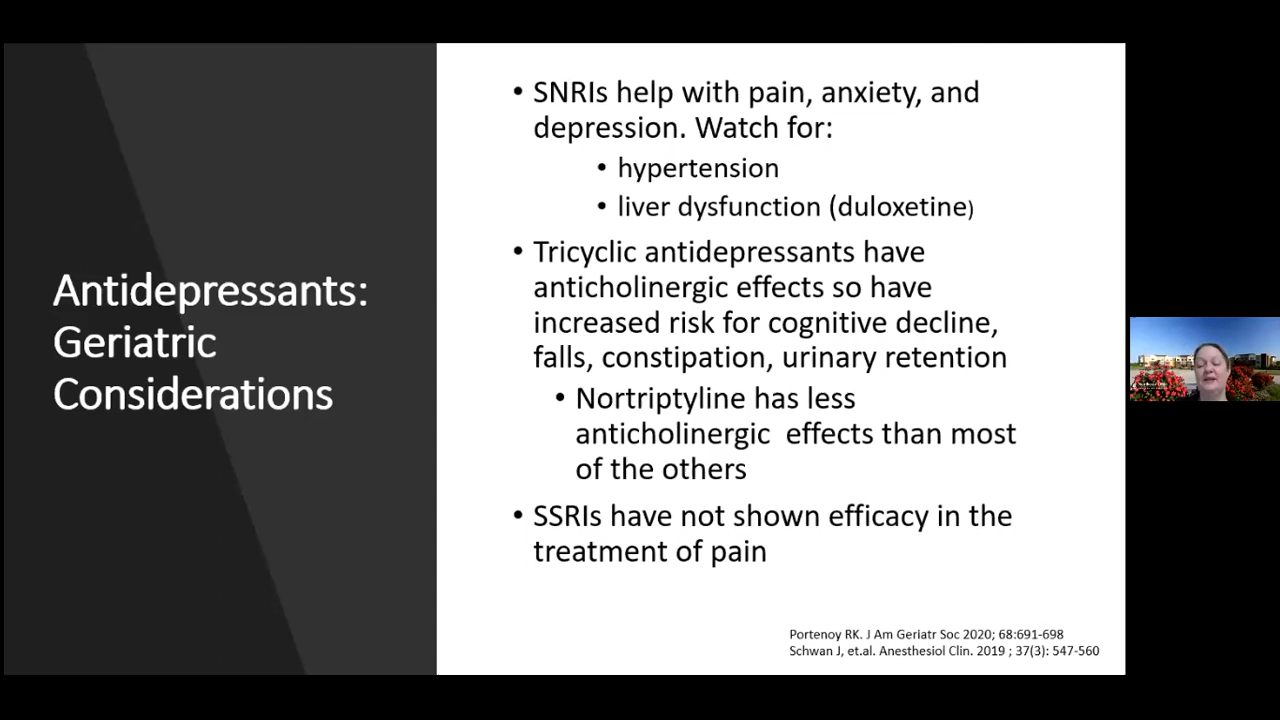 Antidepressants:
Geriatric
Considerations
• SNRIs help with pain, anxiety, and
depression. Watch for:
• hypertension
• liver dysfunction (duloxetine)
• Tricyclic antidepressants have
anticholinergic effects so have
increased risk for cognitive decline,
falls, constipation, urinary retention
• Nortriptyline has less
anticholinergic  effects than most
of the others
• SSRIs have not shown efficacy in the
treatment of pain
Portenoy RK. J Am Geriatr Soc 2020; 68:691-698
Schwan J, et.al. Anesthesiol Clin. 2019 ; 37(3): 547-560